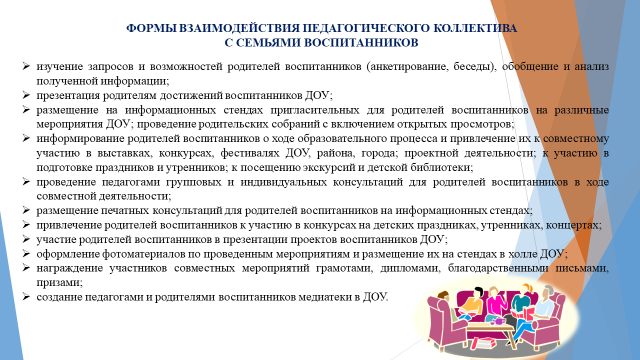 ФОРМЫ ВЗАИМОДЕЙСТВИЯ ПЕДАГОГИЧЕСКОГО КОЛЛЕКТИВА
С СЕМЬЯМИ ВОСПИТАННИКОВ
➢ изучение запросов и возможностей родителей воспитанников (анкетирование, беседы), обобщение и анализ
полученной информации;
➢ презентация родителям достижений воспитанников ДОУ;
➢ размещение на информационных стендах пригласительных для родителей воспитанников на различные
мероприятия ДОУ; проведение родительских собраний с включением открытых просмотров;
➢ информирование родителей воспитанников о ходе образовательного процесса и привлечение их к совместному
участию в выставках, конкурсах, фестивалях ДОУ, района, города; проектной деятельности; к участию в
подготовке праздников и утренников; к посещению экскурсий и детской библиотеки;
➢ проведение педагогами групповых и индивидуальных консультаций для родителей воспитанников в ходе
совместной деятельности;
➢ размещение печатных консультаций для родителей воспитанников на информационных стендах;
➢ привлечение родителей воспитанников к участию в конкурсах на детских праздниках, утренниках, концертах;
➢ участие родителей воспитанников в презентации проектов воспитанников ДОУ;
➢ оформление фотоматериалов по проведенным мероприятиям и размещение их на стендах в холле ДОУ;
➢ награждение участников совместных мероприятий грамотами, дипломами, благодарственными письмами,
призами;
➢ создание педагогами и родителями воспитанников медиатеки в ДОУ.